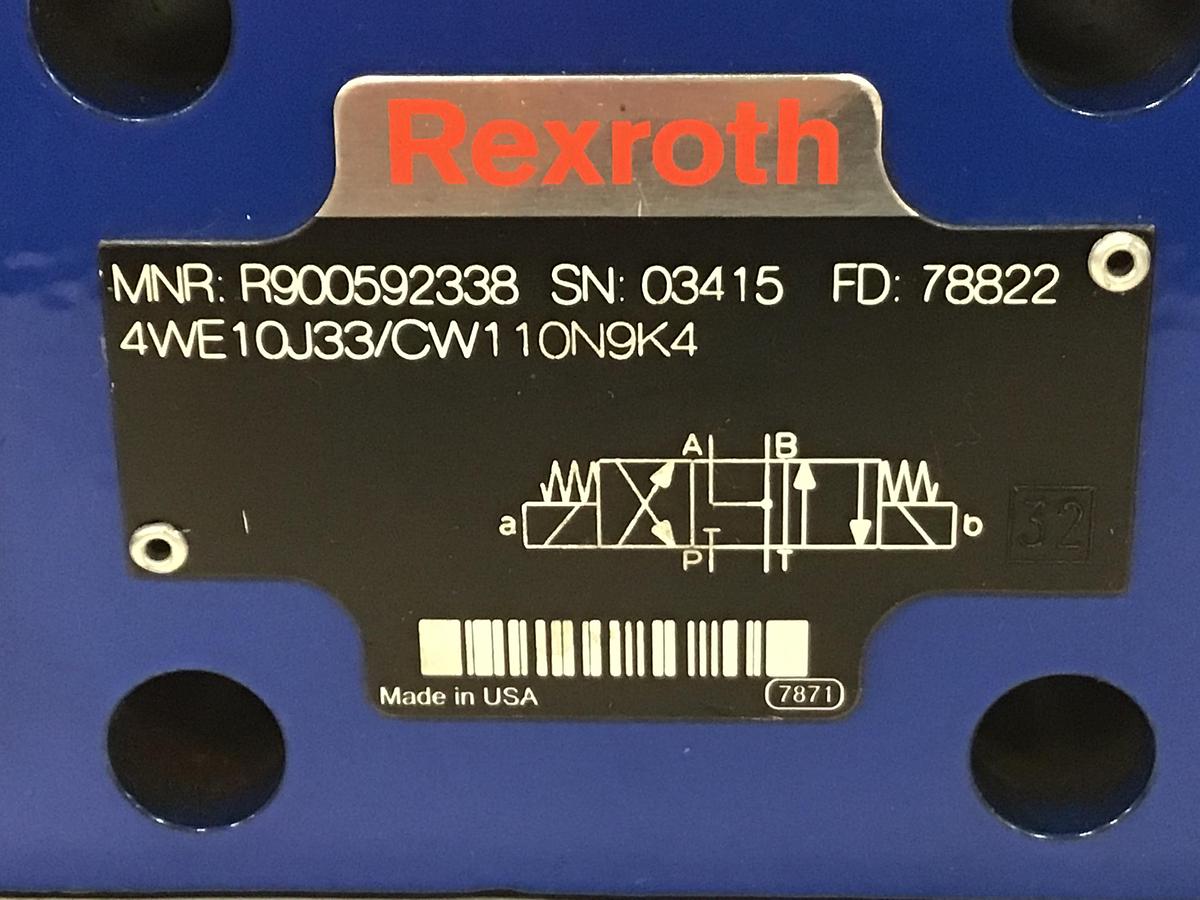 Rexroth
MNR: R900592338 SN: 03415 FD: 78822
4WE10J33/CW110N9K4
A B
a b
T
P T
32
Made in USA 7871